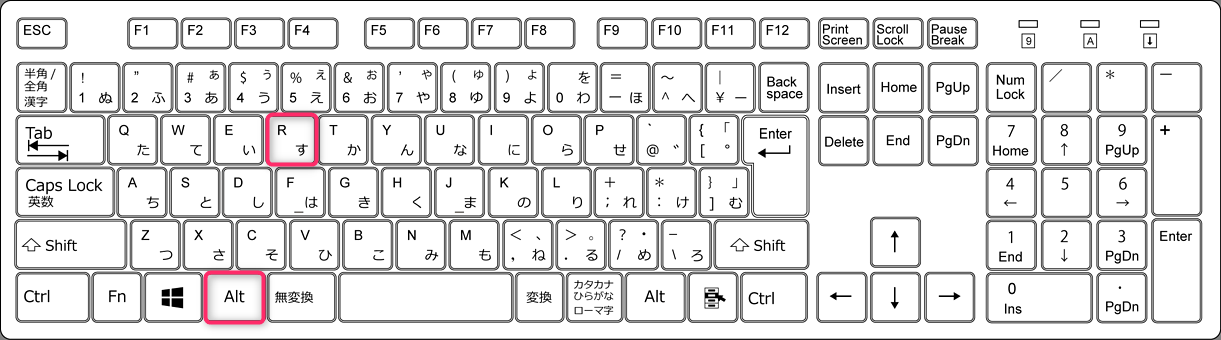 ESC F1 F2 F3 F4 F5 F6 F7 F8 F9 F10 F11 F12 Print Screen Scroll Lock Pause Break 9 A ↓
半角/全角 漢字 ! 1 ぬ " 2 ふ # ぁ 3 あ $ ぅ 4 う % ぇ 5 え & ぉ 6 お ' ゃ 7 や ( ゅ 8 ゆ ) ょ 9 よ を 0 わ = ー ほ ～ ^ へ | ¥ ー Back space Insert Home PgUp Num Lock ／ * －
Tab Q た W て E い R す T か Y ん U な I に O ら P せ ` @ ゛ { 「 [ ° Enter Delete End PgDn 7 Home 8 ↑ 9 PgUp +
Caps Lock 英数 A ち S と D し F _ は G き H く J _ ま K の L り + ; れ * : け } 」 ] む 4 ← 5 6 →
Shift Z つ X さ C そ V ひ B こ N み M も < 、 , ね > 。 . る ? ・ / め _ \ ろ Shift ↑ 1 End 2 ↓ 3 PgDn Enter
Ctrl Fn Alt 無変換 変換 カタカナ ひらがな ローマ字 Alt Ctrl ← ↓ → 0 Ins . PgDn